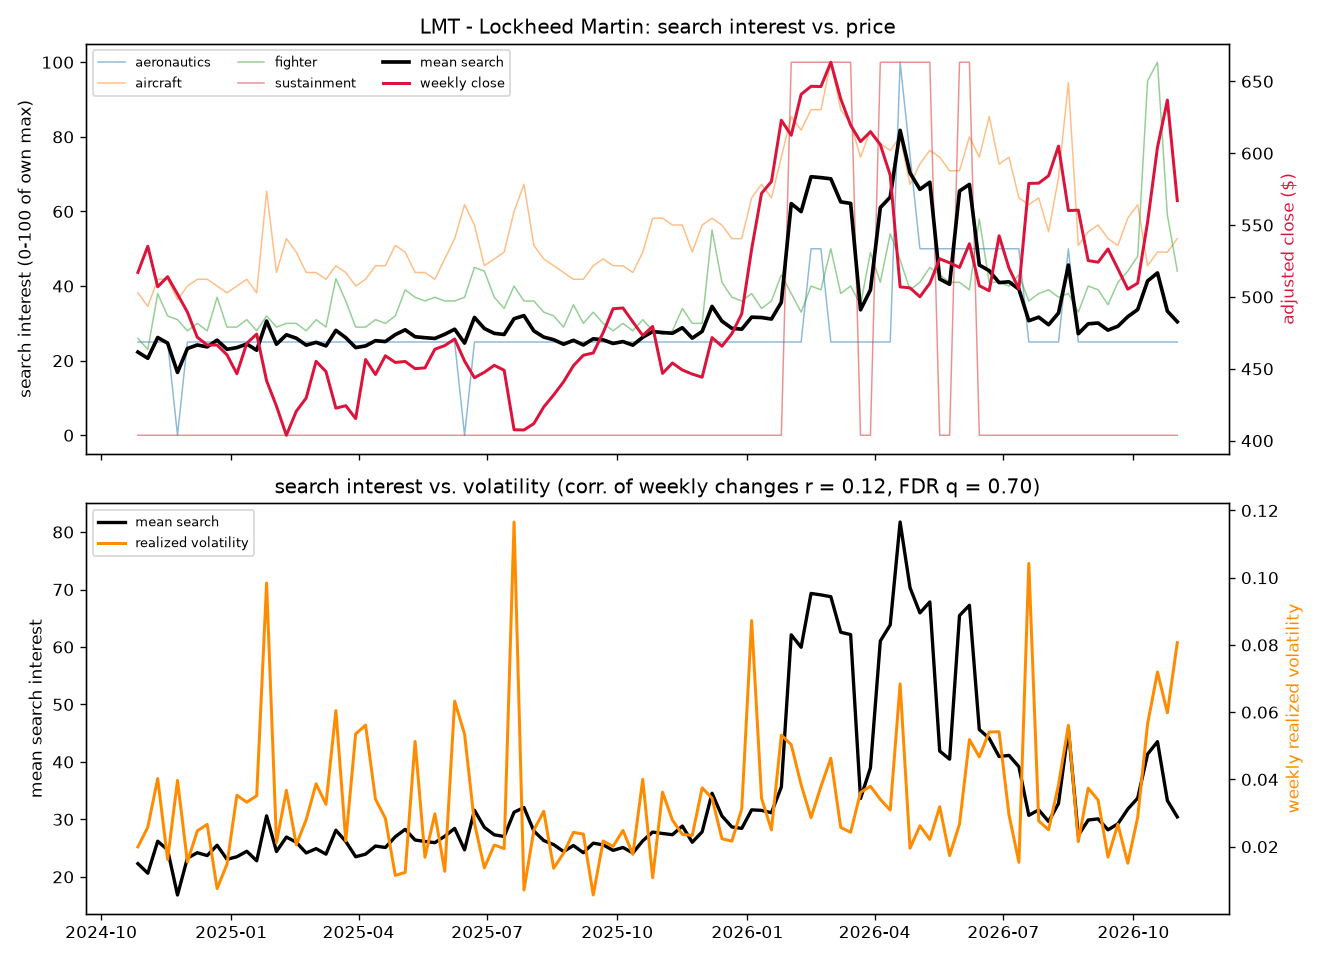 LMT - Lockheed Martin: search interest vs. price
aeronautics
aircraft
fighter
sustainment
mean search
weekly close
search interest (0-100 of own max)
100
80
60
40
20
0
650
600
550
500
450
400
adjusted close ($)
search interest vs. volatility (corr. of weekly changes r = 0.12, FDR q = 0.70)
mean search
realized volatility
mean search interest
80
70
60
50
40
30
20
0.12
0.10
0.08
0.06
0.04
0.02
weekly realized volatility
2024-10
2025-01
2025-04
2025-07
2025-10
2026-01
2026-04
2026-07
2026-10